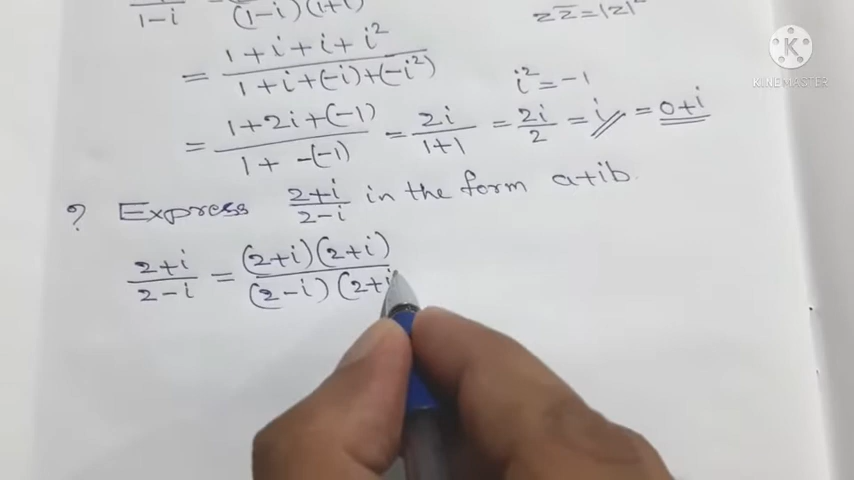 1-i (1-i)(1+i)
z z̅ = |z|²
= 1+i+i+i² / 1+i+(-i)+(-i²)
i² = -1
= 1+2i+(-1) / 1+ -(-1) = 2i / 1+1 = 2i / 2 = i = 0+i
? Express 2+i / 2-i in the form a+ib.
2+i / 2-i = (2+i)(2+i) / (2-i)(2+i
K
KINEMASTER